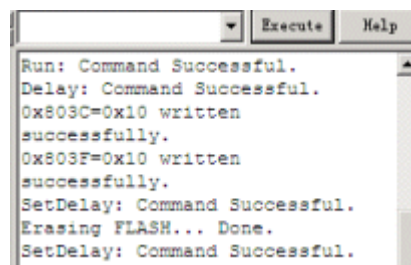 Execute Help
Run: Command Successful.
Delay: Command Successful.
0x803C=0x10 written
successfully.
0x803F=0x10 written
successfully.
SetDelay: Command Successful.
Erasing FLASH... Done.
SetDelay: Command Successful.